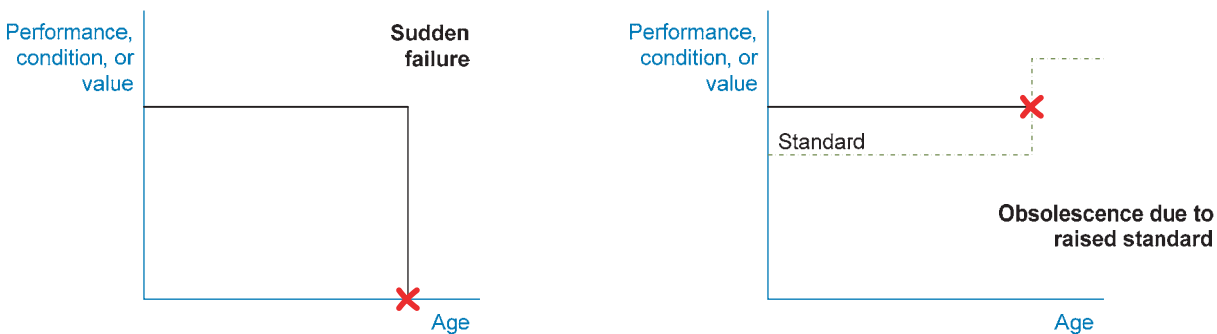 Performance,
condition, or
value
Sudden
failure
Age
Performance,
condition, or
value
Standard
Obsolescence due to
raised standard
Age